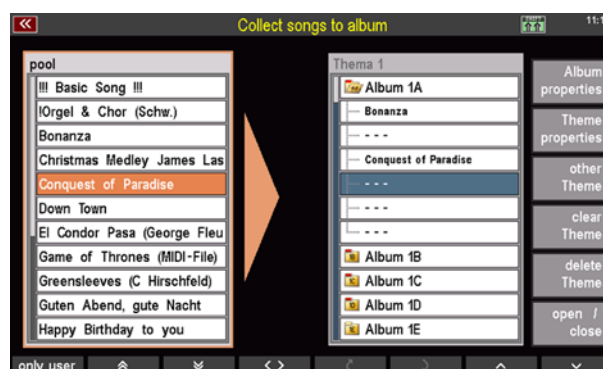 Collect songs to album
11:1
pool
!!! Basic Song !!!
!Orgel & Chor (Schw.)
Bonanza
Christmas Medley James Las
Conquest of Paradise
Down Town
El Condor Pasa (George Fleu
Game of Thrones (MIDI-File)
Greensleeves (C Hirschfeld)
Guten Abend, gute Nacht
Happy Birthday to you
Thema 1
Album 1A
Bonanza
- - -
Conquest of Paradise
- - -
- - -
- - -
Album 1B
Album 1C
Album 1D
Album 1E
Album
properties
Theme
properties
other
Theme
clear
Theme
delete
Theme
open /
close
only user